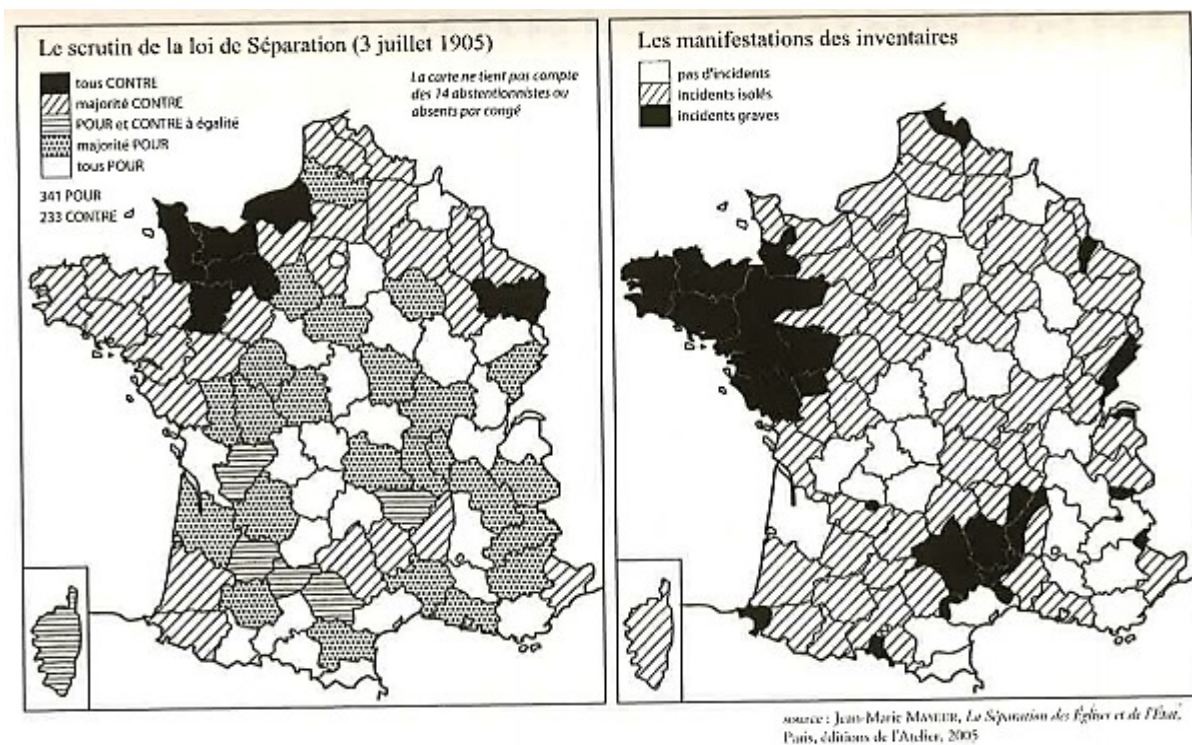 Le scrutin de la loi de Séparation (3 juillet 1905)
tous CONTRE
majorité CONTRE
POUR et CONTRE à égalité
majorité POUR
tous POUR
341 POUR
233 CONTRE
La carte ne tient pas compte
des 14 abstentionnistes ou
absents par congé
Les manifestations des inventaires
pas d'incidents
incidents isolés
incidents graves
source : Jean-Marie MAYEUR, La Séparation des Églises et de l'État,
Paris, éditions de l'Atelier, 2005